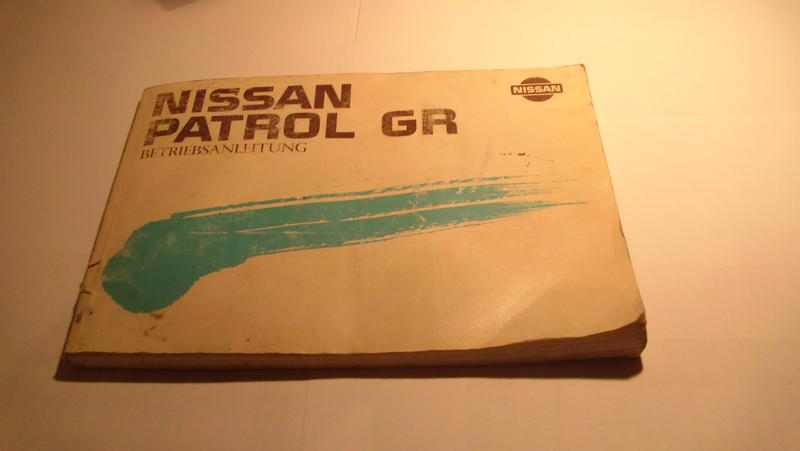 NISSAN
PATROL GR
BETRIEBSANLEITUNG
NISSAN